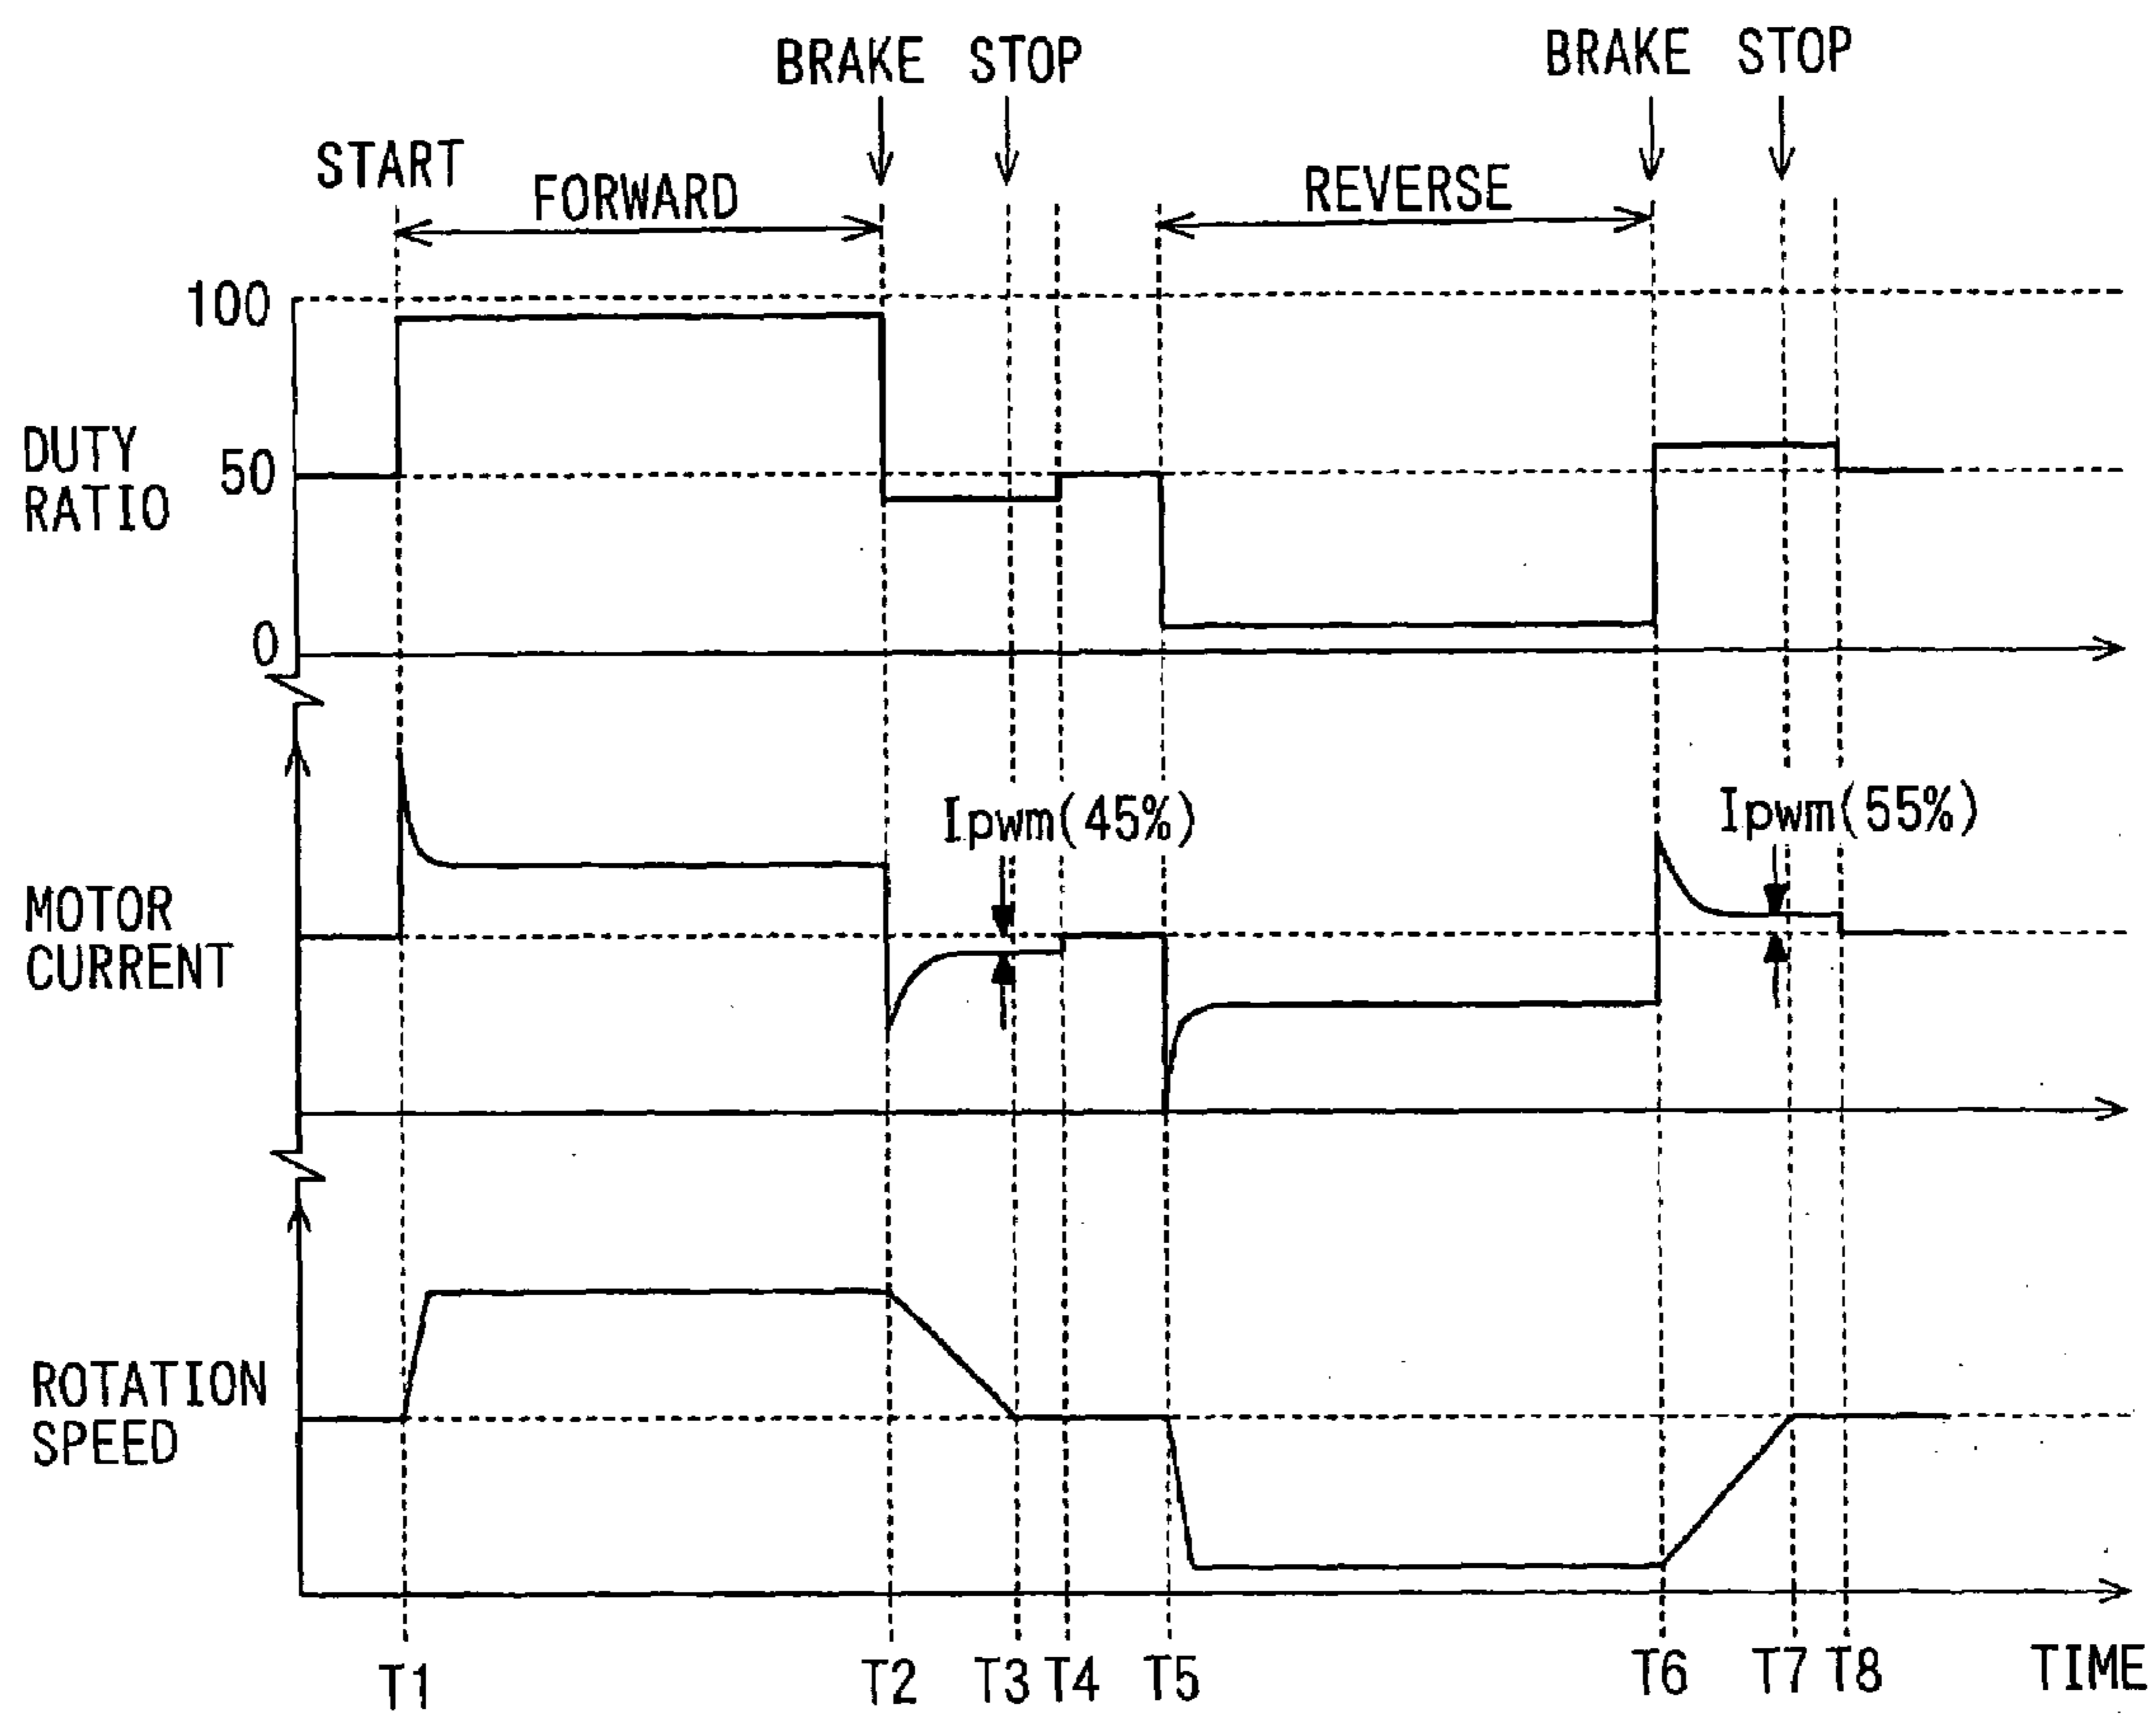 BRAKE STOP
BRAKE STOP
START
FORWARD
REVERSE
100
DUTY
RATIO
50
0
Ipwm(45%)
Ipwm(55%)
MOTOR
CURRENT
ROTATION
SPEED
T1
T2
T3
T4
T5
T6
T7
T8
TIME